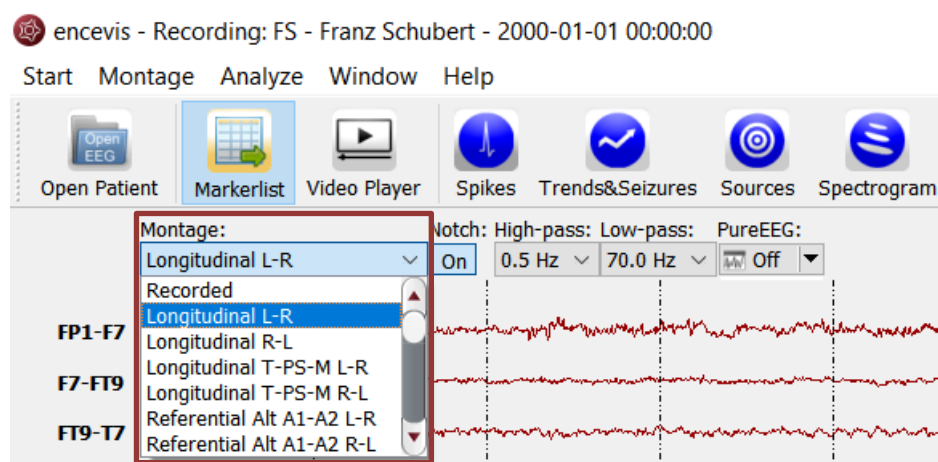 encevis - Recording: FS - Franz Schubert - 2000-01-01 00:00:00
Start Montage Analyze Window Help
Open
EEG
Open Patient Markerlist Video Player Spikes Trends&Seizures Sources Spectrogram
Montage: Notch: High-pass: Low-pass: PureEEG:
Longitudinal L-R On 0.5 Hz 70.0 Hz Off
Recorded
Longitudinal L-R
FP1-F7
Longitudinal R-L
Longitudinal T-PS-M L-R
F7-FT9
Longitudinal T-PS-M R-L
Referential Alt A1-A2 L-R
FT9-T7
Referential Alt A1-A2 R-L